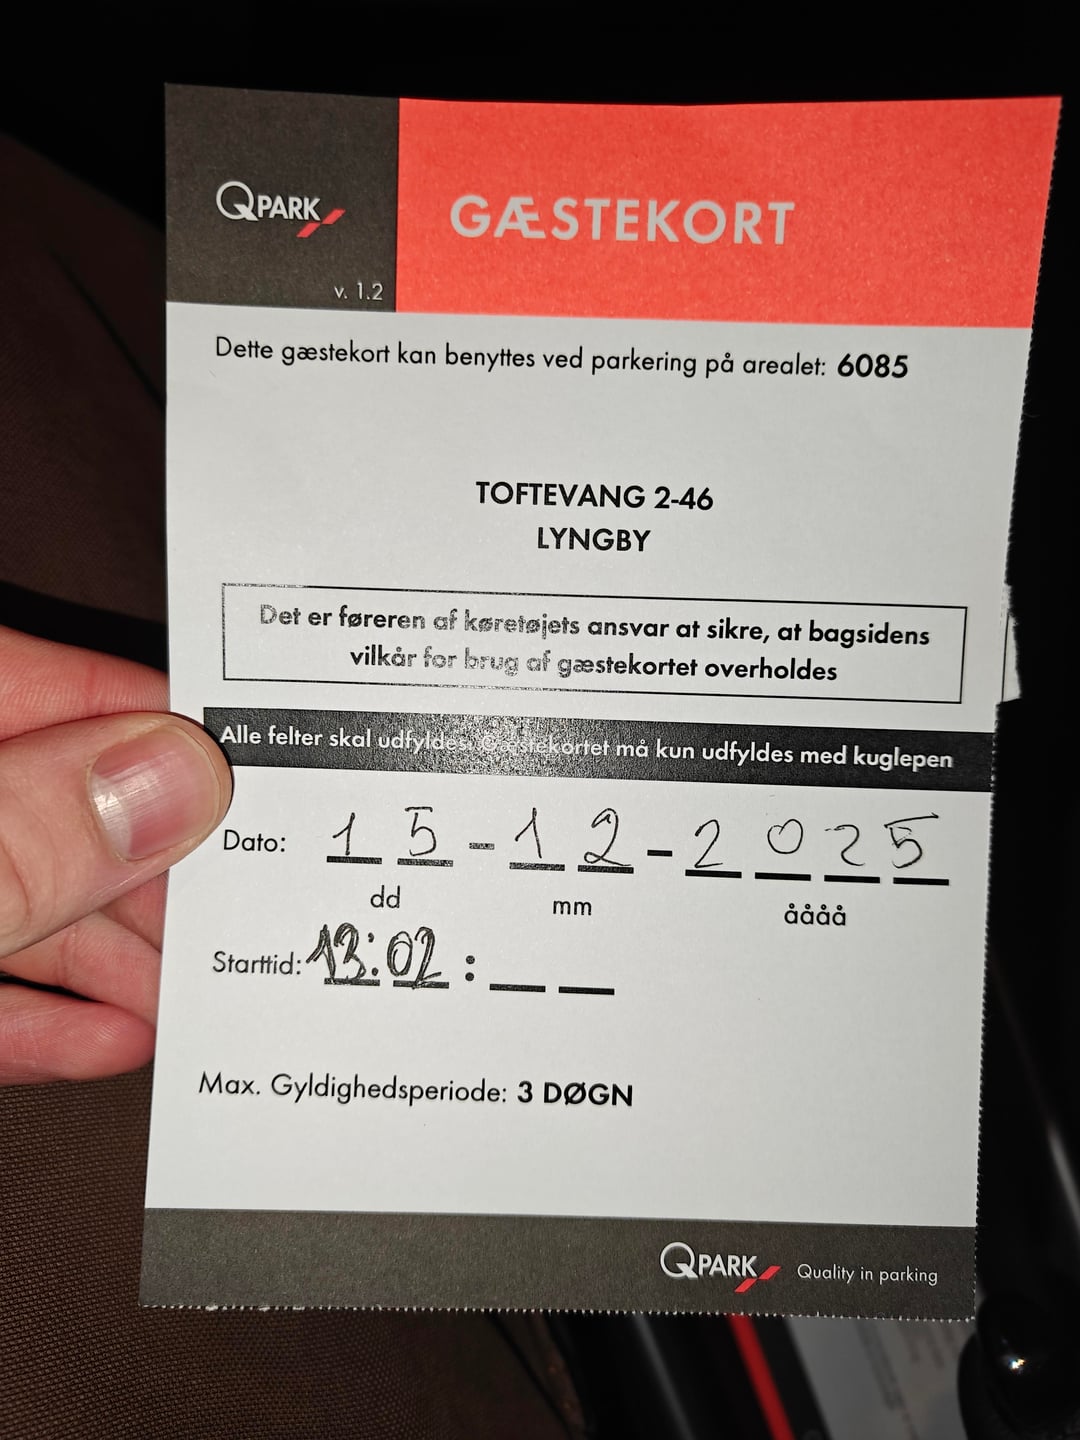 QPARK
GÆSTEKORT
v. 1.2
Dette gæstekort kan benyttes ved parkering på arealet: 6085
TOFTEVANG 2-46
LYNGBY
Det er føreren af køretøjets ansvar at sikre, at bagsidens
vilkår for brug af gæstekortet overholdes
Alle felter skal udfyldes. Gæstekortet må kun udfyldes med kuglepen
Dato: 15-12-2025
dd mm åååå
Starttid: 13:02 : _ _
Max. Gyldighedsperiode: 3 DØGN
QPARK Quality in parking